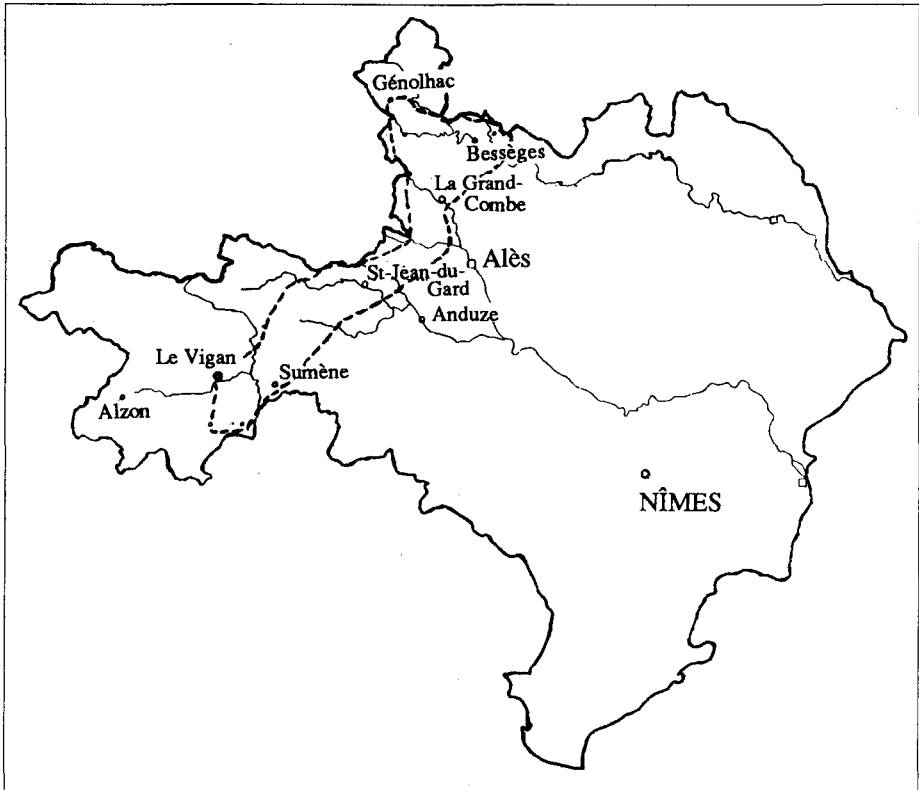 Génolhac
Bessèges
La Grand-
Combe
Alès
St-Jean-du-
Gard
Anduze
Le Vigan
Sumène
Alzon
NÎMES